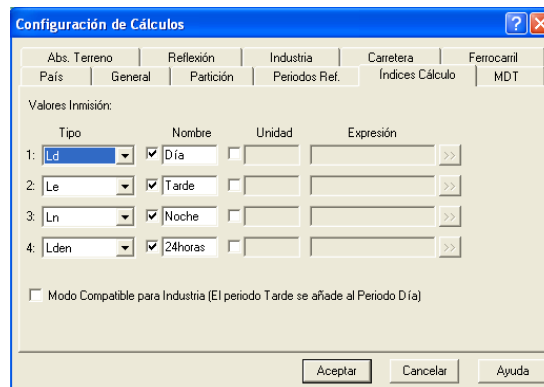 Configuración de Cálculos
Abs. Terreno Reflexión Industria Carretera Ferrocarril
País General Partición Periodos Ref. Índices Cálculo MDT
Valores Inmisión:
Tipo Nombre Unidad Expresión
1: Ld Día >>
2: Le Tarde >>
3: Ln Noche >>
4: Lden 24horas >>
Modo Compatible para Industria (El periodo Tarde se añade al Periodo Día)
Aceptar Cancelar Ayuda